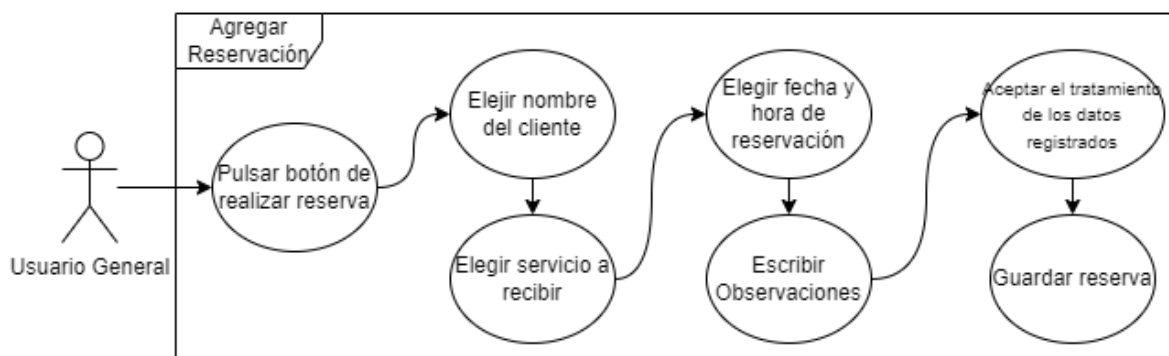 Agregar
Reservación
Usuario General
Pulsar botón de
realizar reserva
Elejir nombre
del cliente
Elegir servicio a
recibir
Elegir fecha y
hora de
reservación
Escribir
Observaciones
Aceptar el tratamiento
de los datos
registrados
Guardar reserva